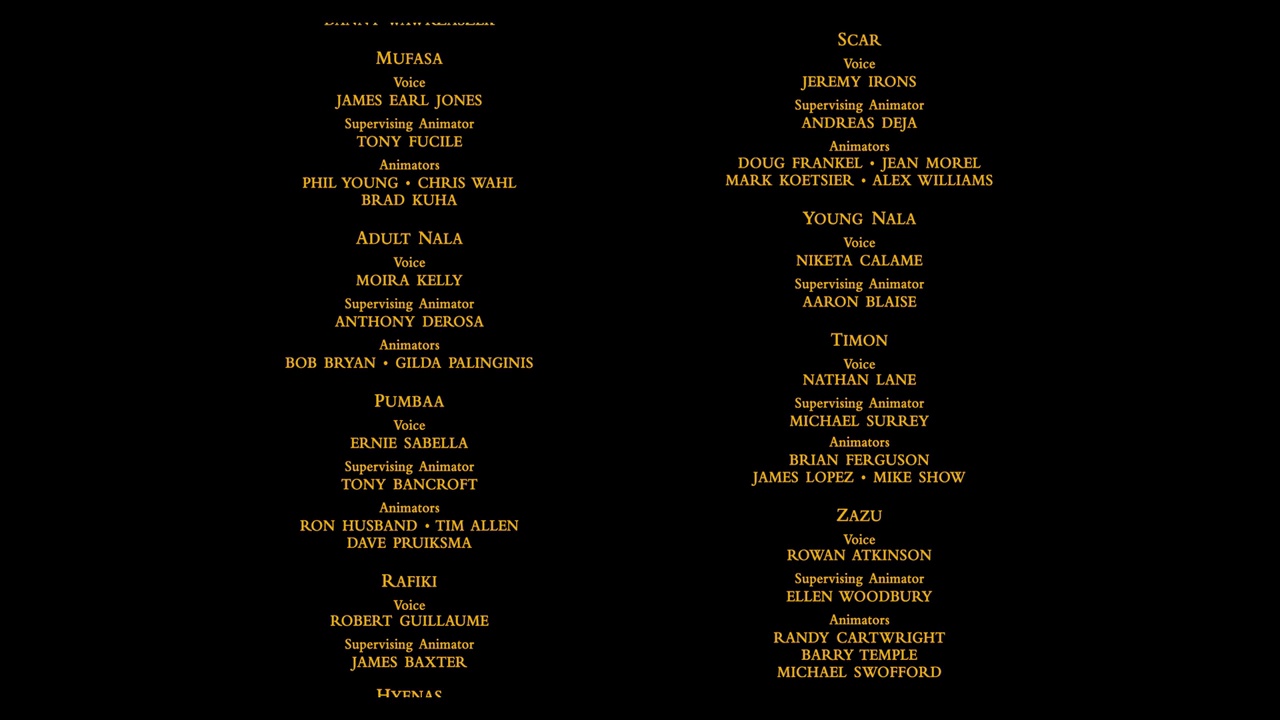 MUFASA
Voice
JAMES EARL JONES
Supervising Animator
TONY FUCILE
Animators
PHIL YOUNG • CHRIS WAHL
BRAD KUHA
ADULT NALA
Voice
MOIRA KELLY
Supervising Animator
ANTHONY DEROSA
Animators
BOB BRYAN • GILDA PALINGINIS
PUMBAA
Voice
ERNIE SABELLA
Supervising Animator
TONY BANCROFT
Animators
RON HUSBAND • TIM ALLEN
DAVE PRUIKSMA
RAFIKI
Voice
ROBERT GUILLAUME
Supervising Animator
JAMES BAXTER
HYENAS
SCAR
Voice
JEREMY IRONS
Supervising Animator
ANDREAS DEJA
Animators
DOUG FRANKEL • JEAN MOREL
MARK KOETSIER • ALEX WILLIAMS
YOUNG NALA
Voice
NIKETA CALAME
Supervising Animator
AARON BLAISE
TIMON
Voice
NATHAN LANE
Supervising Animator
MICHAEL SURREY
Animators
BRIAN FERGUSON
JAMES LOPEZ • MIKE SHOW
ZAZU
Voice
ROWAN ATKINSON
Supervising Animator
ELLEN WOODBURY
Animators
RANDY CARTWRIGHT
BARRY TEMPLE
MICHAEL SWOFFORD